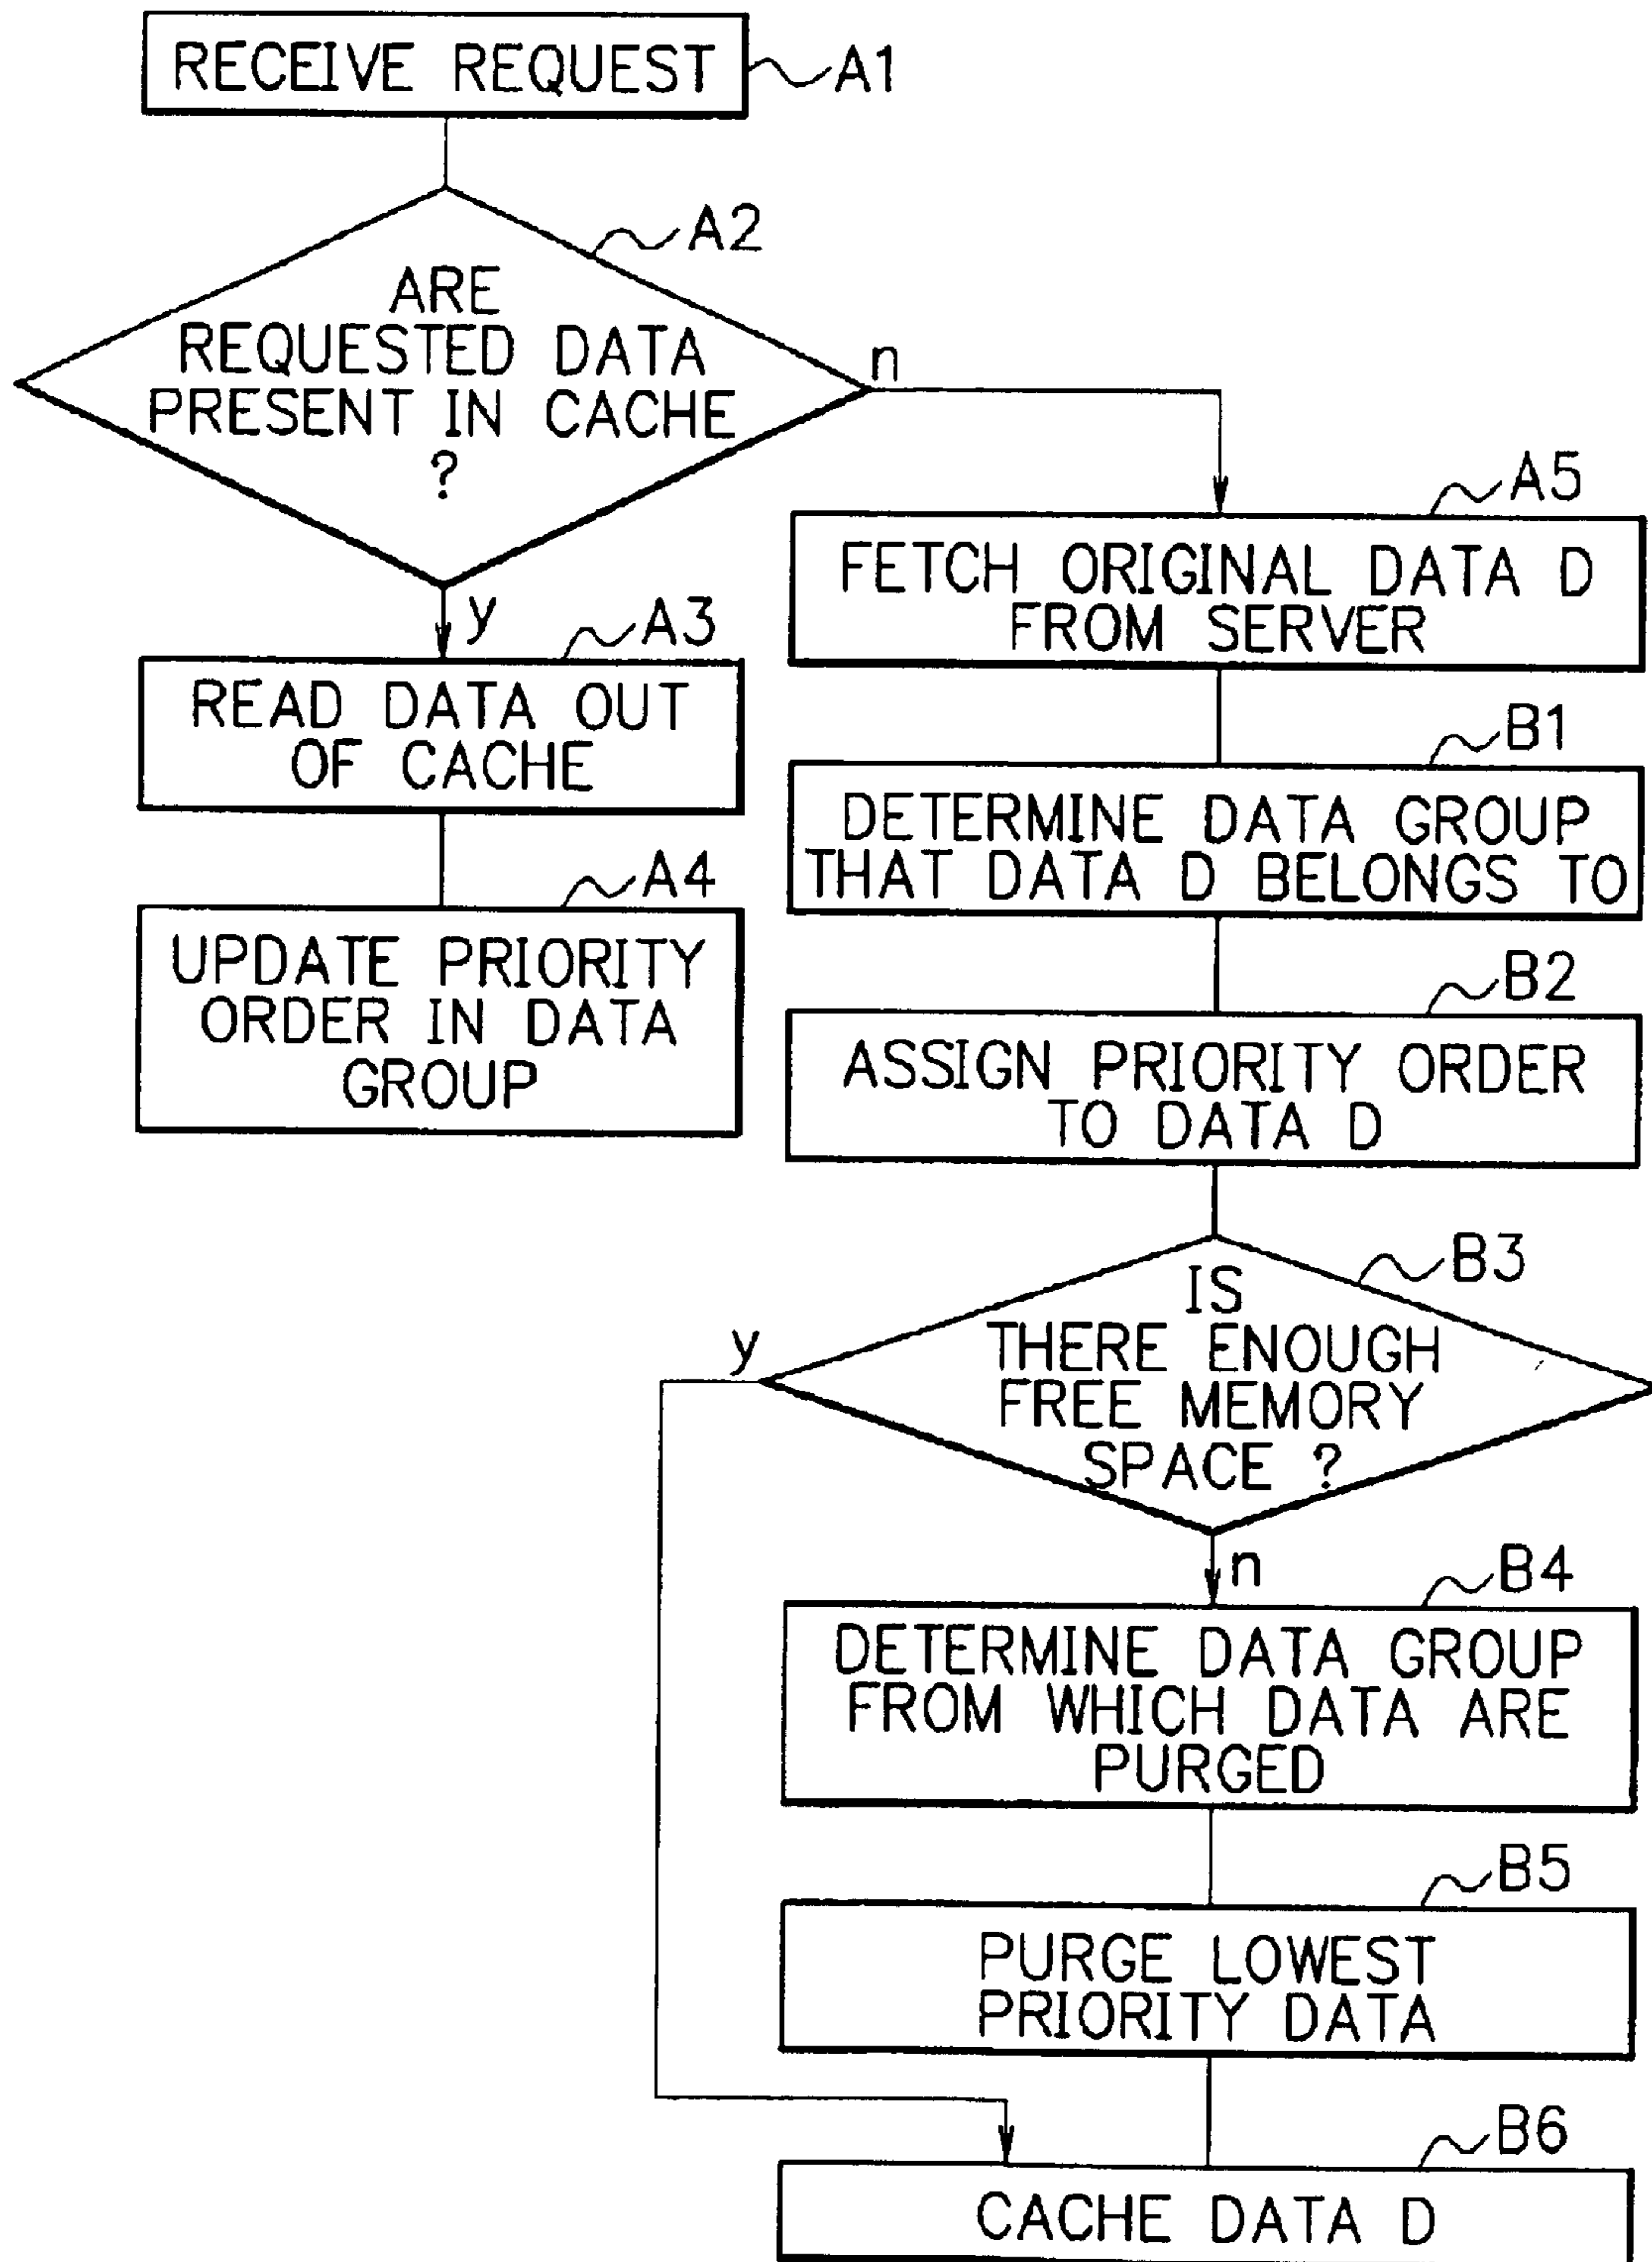 RECEIVE REQUEST
A1
A2
ARE
REQUESTED DATA
PRESENT IN CACHE
?
n
y
A3
READ DATA OUT
OF CACHE
A4
UPDATE PRIORITY
ORDER IN DATA
GROUP
A5
FETCH ORIGINAL DATA D
FROM SERVER
B1
DETERMINE DATA GROUP
THAT DATA D BELONGS TO
B2
ASSIGN PRIORITY ORDER
TO DATA D
B3
IS
THERE ENOUGH
FREE MEMORY
SPACE ?
y
n
B4
DETERMINE DATA GROUP
FROM WHICH DATA ARE
PURGED
B5
PURGE LOWEST
PRIORITY DATA
B6
CACHE DATA D